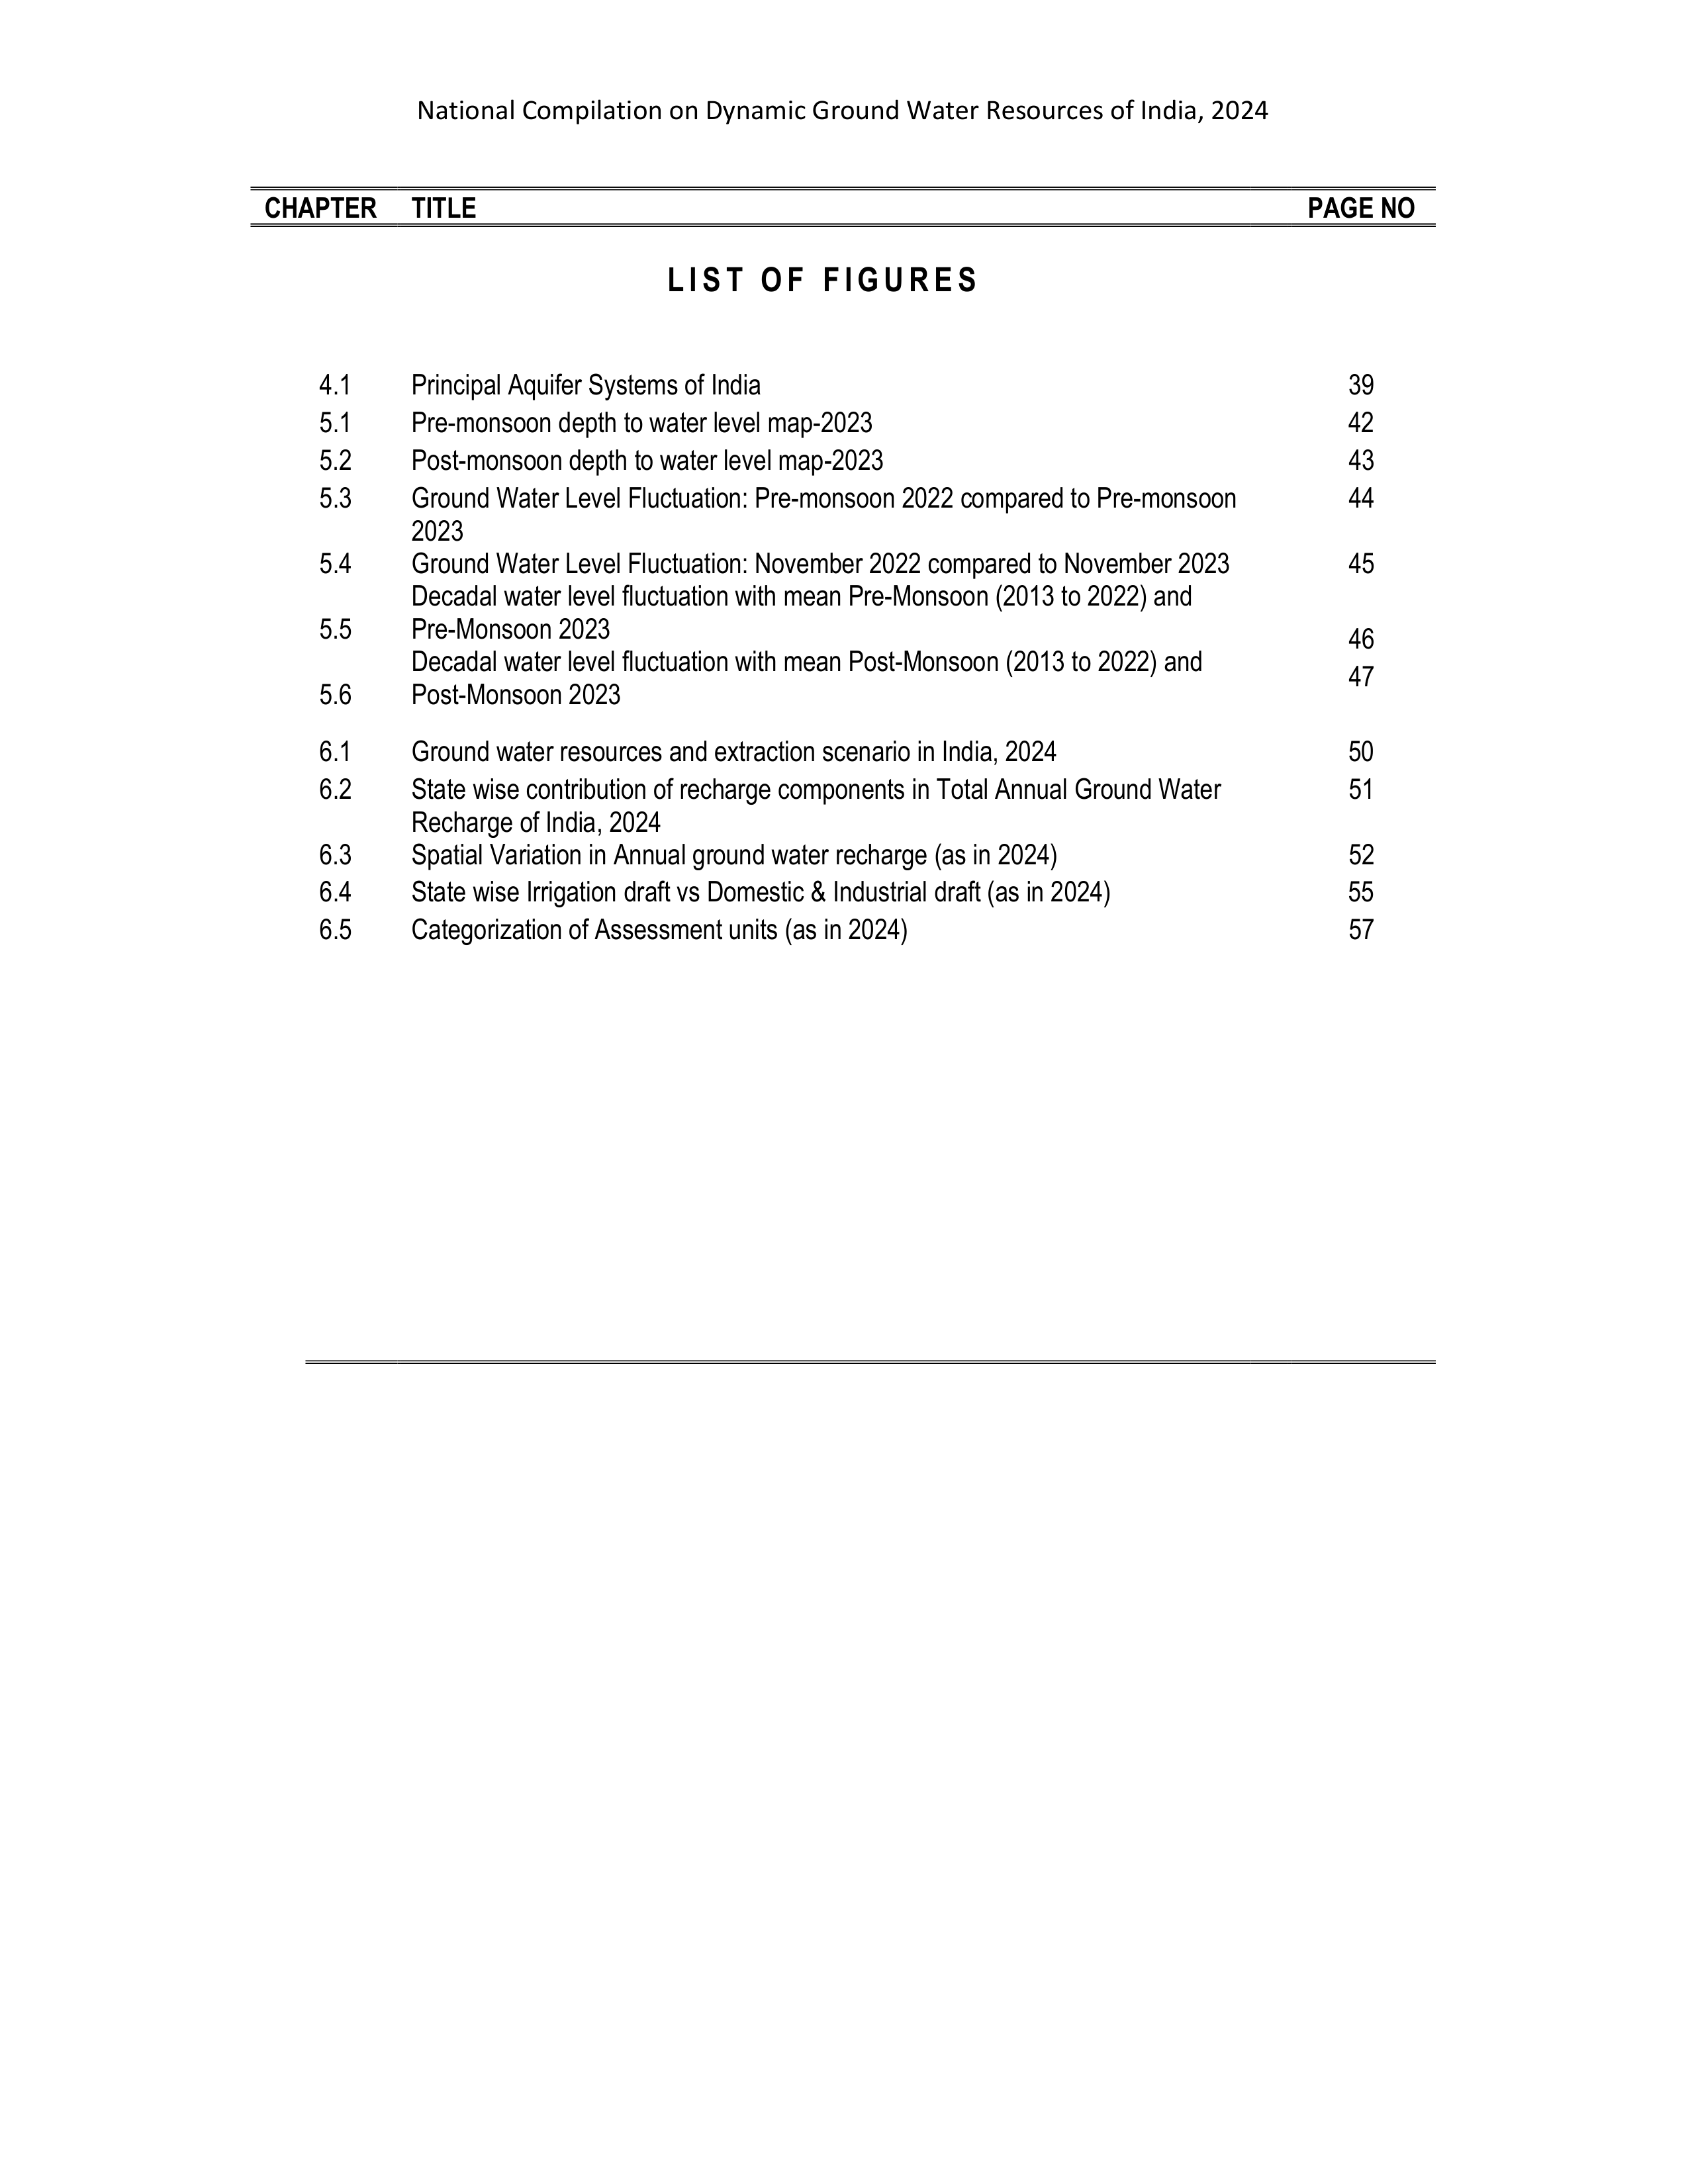 National Compilation on Dynamic Ground Water Resources of India, 2024
CHAPTER TITLE PAGE NO
LIST OF FIGURES
4.1 Principal Aquifer Systems of India 39
5.1 Pre-monsoon depth to water level map-2023 42
5.2 Post-monsoon depth to water level map-2023 43
5.3 Ground Water Level Fluctuation: Pre-monsoon 2022 compared to Pre-monsoon 44
2023
5.4 Ground Water Level Fluctuation: November 2022 compared to November 2023 45
Decadal water level fluctuation with mean Pre-Monsoon (2013 to 2022) and
5.5 Pre-Monsoon 2023 46
Decadal water level fluctuation with mean Post-Monsoon (2013 to 2022) and 47
5.6 Post-Monsoon 2023
6.1 Ground water resources and extraction scenario in India, 2024 50
6.2 State wise contribution of recharge components in Total Annual Ground Water 51
Recharge of India, 2024
6.3 Spatial Variation in Annual ground water recharge (as in 2024) 52
6.4 State wise Irrigation draft vs Domestic & Industrial draft (as in 2024) 55
6.5 Categorization of Assessment units (as in 2024) 57